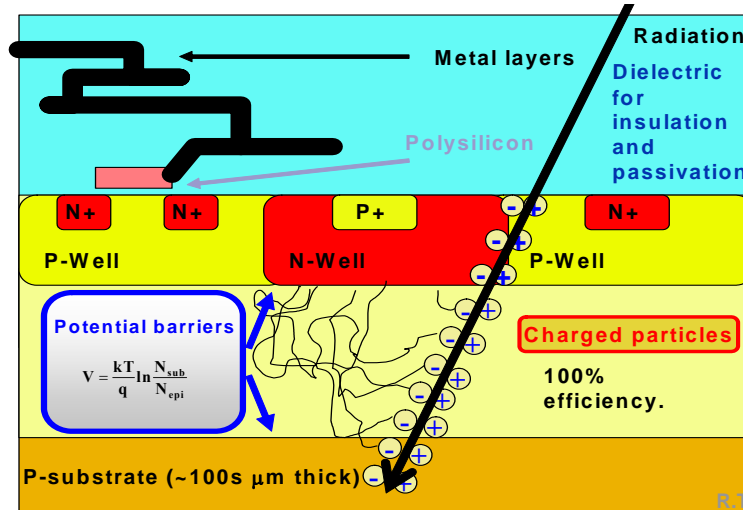 Radiation
Metal layers
Dielectric
for
insulation
and
passivation
Polysilicon
N+
N+
P+
N+
P-Well
N-Well
P-Well
Potential barriers
V = kT/q ln N_sub/N_epi
Charged particles
100%
efficiency.
P-substrate (~100s μm thick)
- +
- +
- +
- +
- +
- +
- +
- +
- +
- +
R.T